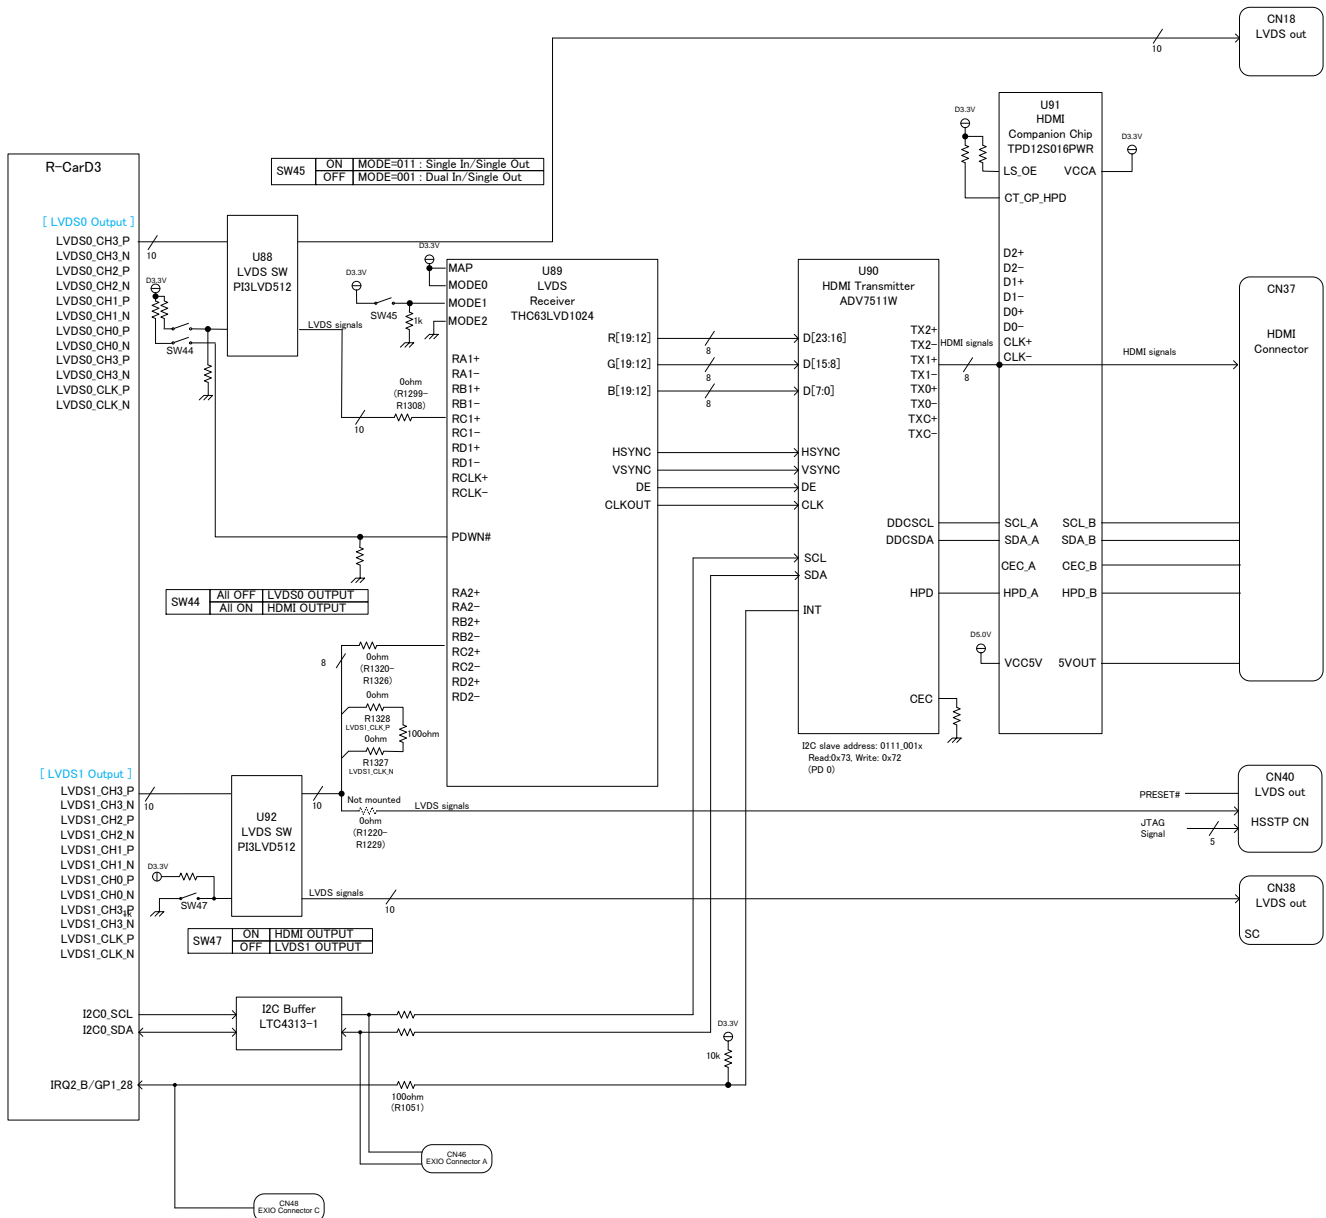 CN18
LVDS out
10
D3.3V
U91
HDMI
Companion Chip
TPD12S016PWR
D3.3V
LS_OE
VCCA
CT_CP_HPD
D2+
D2-
D1+
D1-
D0+
D0-
CLK+
CLK-
SCL_A
SCL_B
SDA_A
SDA_B
CEC_A
CEC_B
HPD_A
HPD_B
D5.0V
VCC5V
5VOUT
R-CarD3
[ LVDS0 Output ]
LVDS0_CH3_P
LVDS0_CH3_N
LVDS0_CH2_P
LVDS0_CH2_N
LVDS0_CH1_P
LVDS0_CH1_N
LVDS0_CH0_P
LVDS0_CH0_N
LVDS0_CH3_P
LVDS0_CH3_N
LVDS0_CLK_P
LVDS0_CLK_N
10
D3.3V
SW44
U88
LVDS SW
PI3LVD512
SW45
ON
MODE=011 : Single In/Single Out
OFF
MODE=001 : Dual In/Single Out
D3.3V
D3.3V
SW45
1k
LVDS signals
0ohm
(R1299-
R1308)
10
MAP
MODE0
MODE1
MODE2
U89
LVDS
Receiver
THC63LVD1024
RA1+
RA1-
RB1+
RB1-
RC1+
RC1-
RD1+
RD1-
RCLK+
RCLK-
PDWN#
RA2+
RA2-
RB2+
RB2-
RC2+
RC2-
RD2+
RD2-
R[19:12]
G[19:12]
B[19:12]
8
8
8
HSYNC
VSYNC
DE
CLKOUT
U90
HDMI Transmitter
ADV7511W
D[23:16]
D[15:8]
D[7:0]
HSYNC
VSYNC
DE
CLK
SCL
SDA
INT
TX2+
TX2-
TX1+
TX1-
TX0+
TX0-
TXC+
TXC-
DDCSCL
DDCSDA
HPD
CEC
HDMI signals
8
HDMI signals
CN37
HDMI
Connector
I2C slave address: 0111_001x
Read:0x73, Write: 0x72
(PD 0)
SW44
All OFF
LVDS0 OUTPUT
All ON
HDMI OUTPUT
8
0ohm
(R1320-
R1326)
0ohm
R1328
LVDS1_CLK_P
100ohm
0ohm
R1327
LVDS1_CLK_N
Not mounted
0ohm
(R1220-
R1229)
LVDS signals
[ LVDS1 Output ]
LVDS1_CH3_P
LVDS1_CH3_N
LVDS1_CH2_P
LVDS1_CH2_N
LVDS1_CH1_P
LVDS1_CH1_N
LVDS1_CH0_P
LVDS1_CH0_N
LVDS1_CH3_P
LVDS1_CH3_N
LVDS1_CLK_P
LVDS1_CLK_N
1k
10
D3.3V
SW47
U92
LVDS SW
PI3LVD512
10
LVDS signals
10
SW47
ON
HDMI OUTPUT
OFF
LVDS1 OUTPUT
PRESET#
JTAG
Signal
5
CN40
LVDS out
HSSTP CN
CN38
LVDS out
SC
I2C0_SCL
I2C0_SDA
I2C Buffer
LTC4313-1
D3.3V
10k
IRQ2_B/GP1_28
100ohm
(R1051)
CN46
EXIO Connector A
CN48
EXIO Connector C